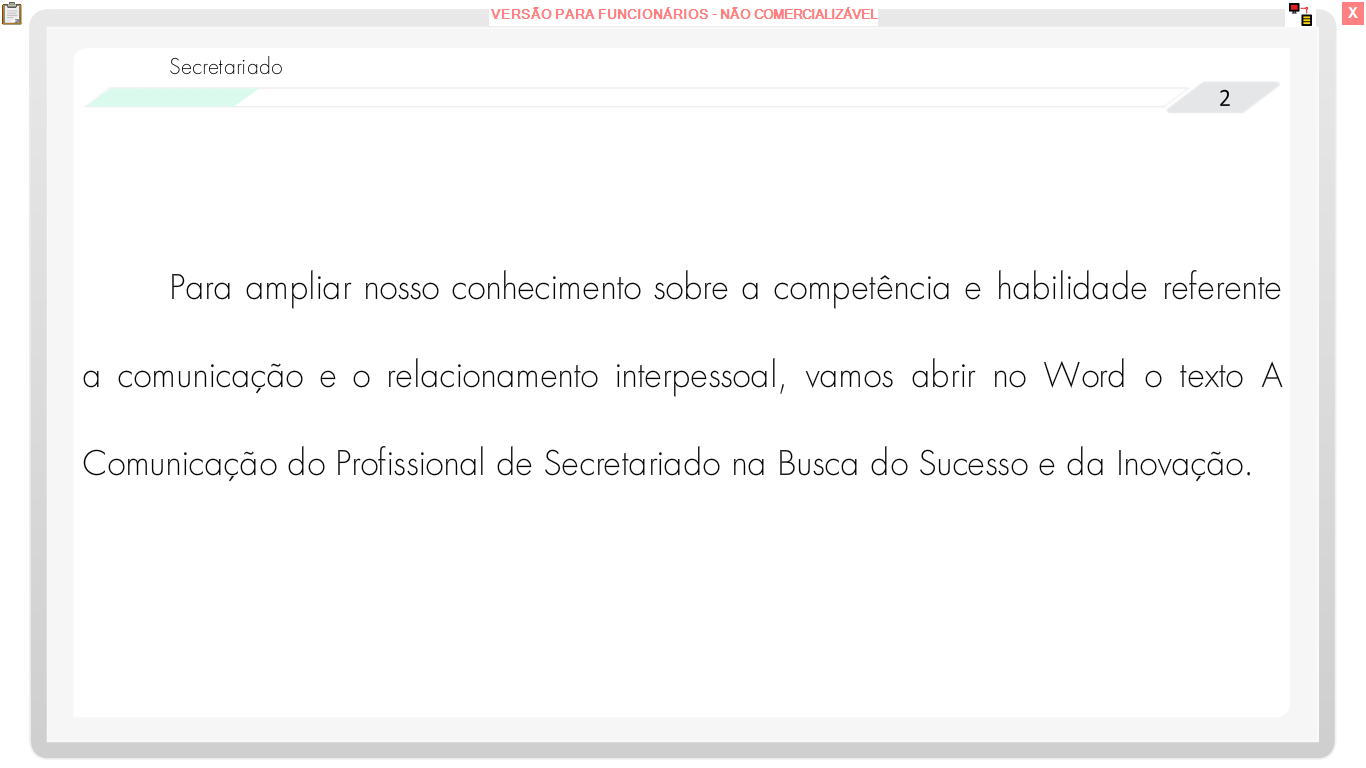 VERSÃO PARA FUNCIONÁRIOS - NÃO COMERCIALIZÁVEL
X
Secretariado
2
Para ampliar nosso conhecimento sobre a competência e habilidade referente
a comunicação e o relacionamento interpessoal, vamos abrir no Word o texto A
Comunicação do Profissional de Secretariado na Busca do Sucesso e da Inovação.